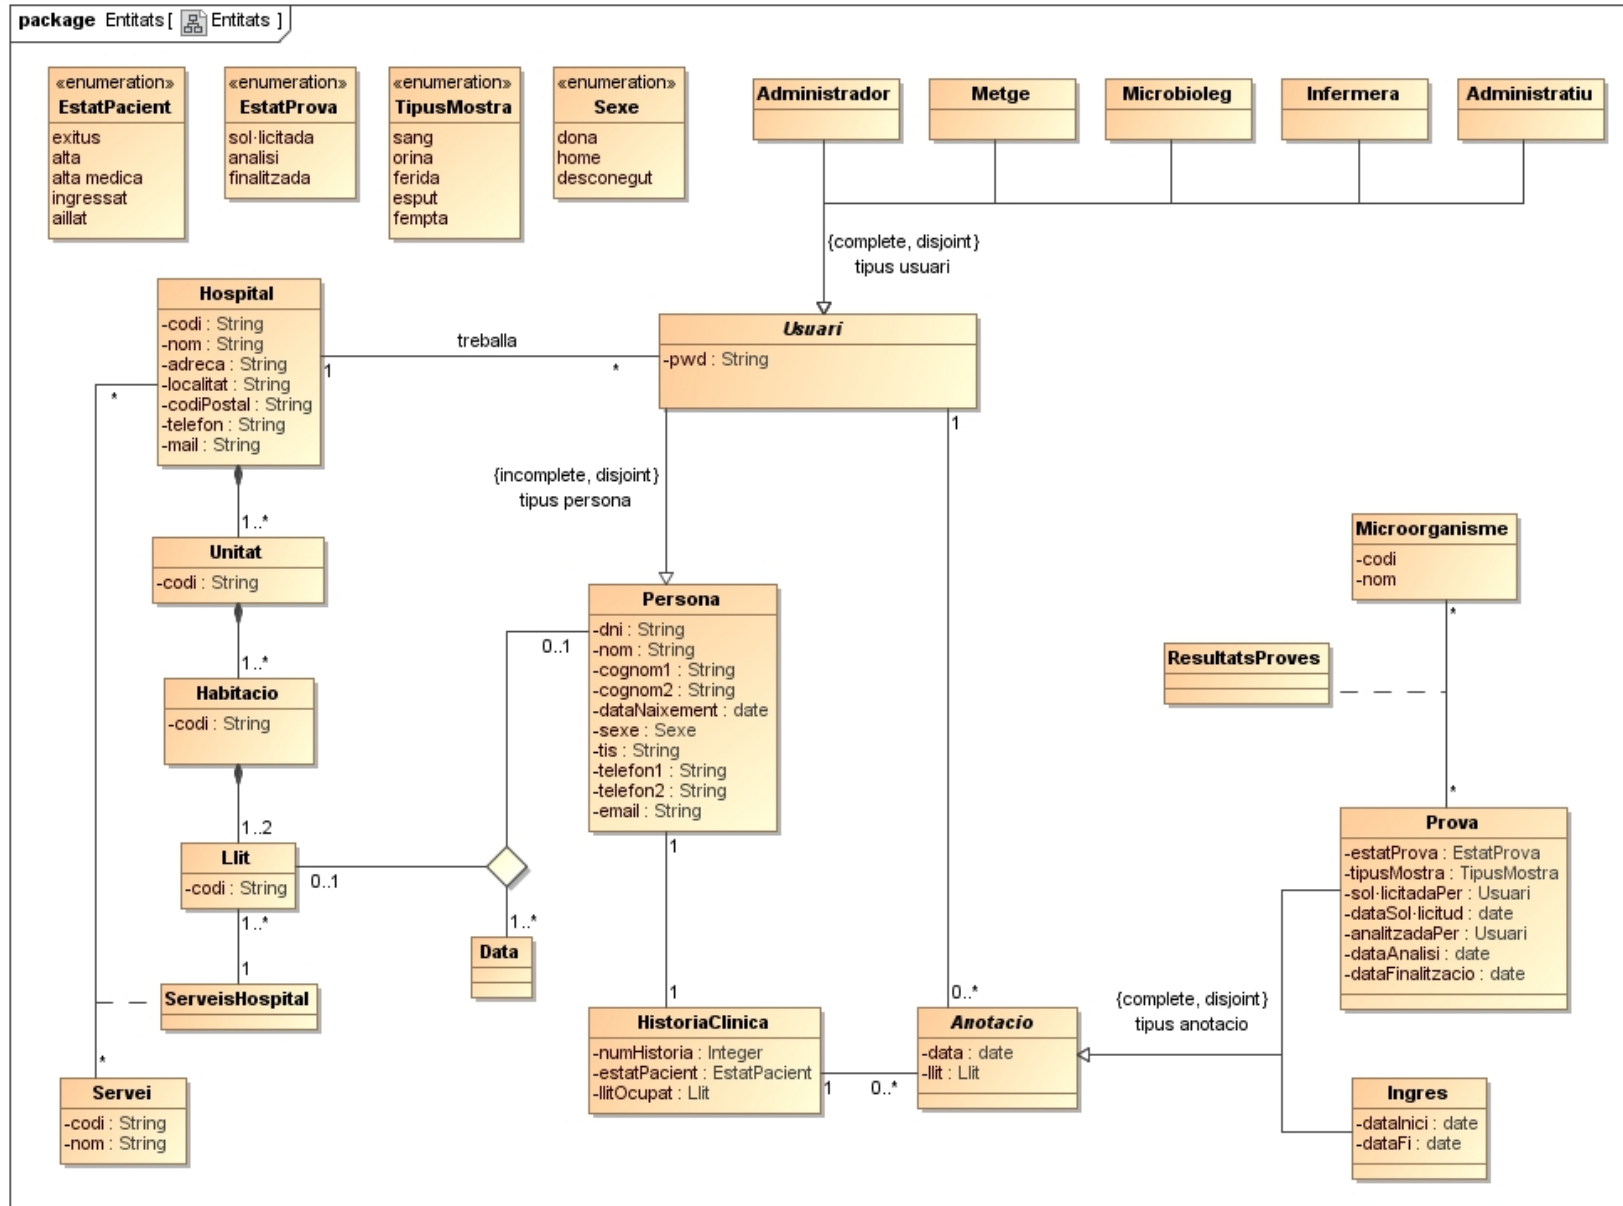 package Entitats [ Entitats ]
«enumeration»
EstatPacient
exitus
alta
alta medica
ingressat
aillat
«enumeration»
EstatProva
sol·licitada
analisi
finalitzada
«enumeration»
TipusMostra
sang
orina
ferida
esput
fempta
«enumeration»
Sexe
dona
home
desconegut
Administrador
Metge
Microbioleg
Infermera
Administratiu
{complete, disjoint}
tipus usuari
Hospital
-codi : String
-nom : String
-adreca : String
-localitat : String
-codiPostal : String
-telefon : String
-mail : String
treballa
1
*
*
Usuari
-pwd : String
1
{incomplete, disjoint}
tipus persona
1..*
Unitat
-codi : String
1..*
Habitacio
-codi : String
1..2
Llit
-codi : String
0..1
1..*
1
ServeisHospital
*
Servei
-codi : String
-nom : String
0..1
Persona
-dni : String
-nom : String
-cognom1 : String
-cognom2 : String
-dataNaixement : date
-sexe : Sexe
-tis : String
-telefon1 : String
-telefon2 : String
-email : String
1
1..*
Data
1
HistoriaClinica
-numHistoria : Integer
-estatPacient : EstatPacient
-llitOcupat : Llit
1
0..*
0..*
Anotacio
-data : date
-llit : Llit
{complete, disjoint}
tipus anotacio
Microorganisme
-codi
-nom
*
ResultatsProves
*
Prova
-estatProva : EstatProva
-tipusMostra : TipusMostra
-sol·licitadaPer : Usuari
-dataSol·licitud : date
-analitzadaPer : Usuari
-dataAnalisi : date
-dataFinalitzacio : date
Ingres
-dataInici : date
-dataFi : date